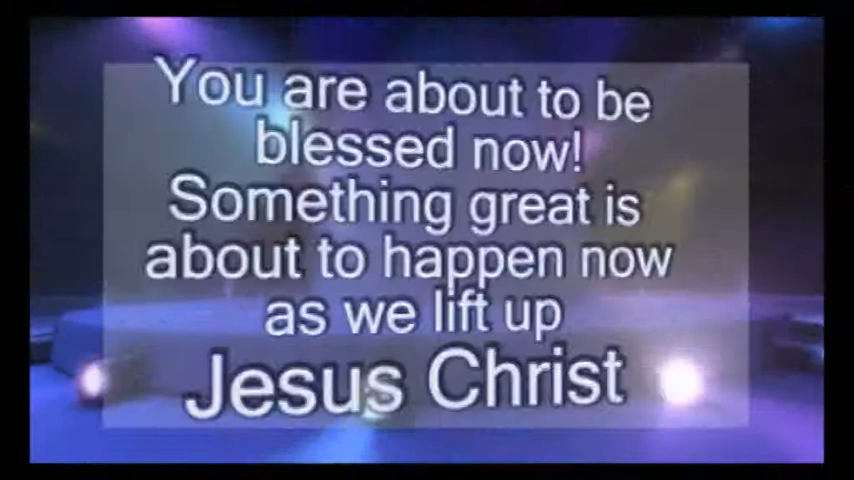 You are about to be
blessed now!
Something great is
about to happen now
as we lift up
Jesus Christ